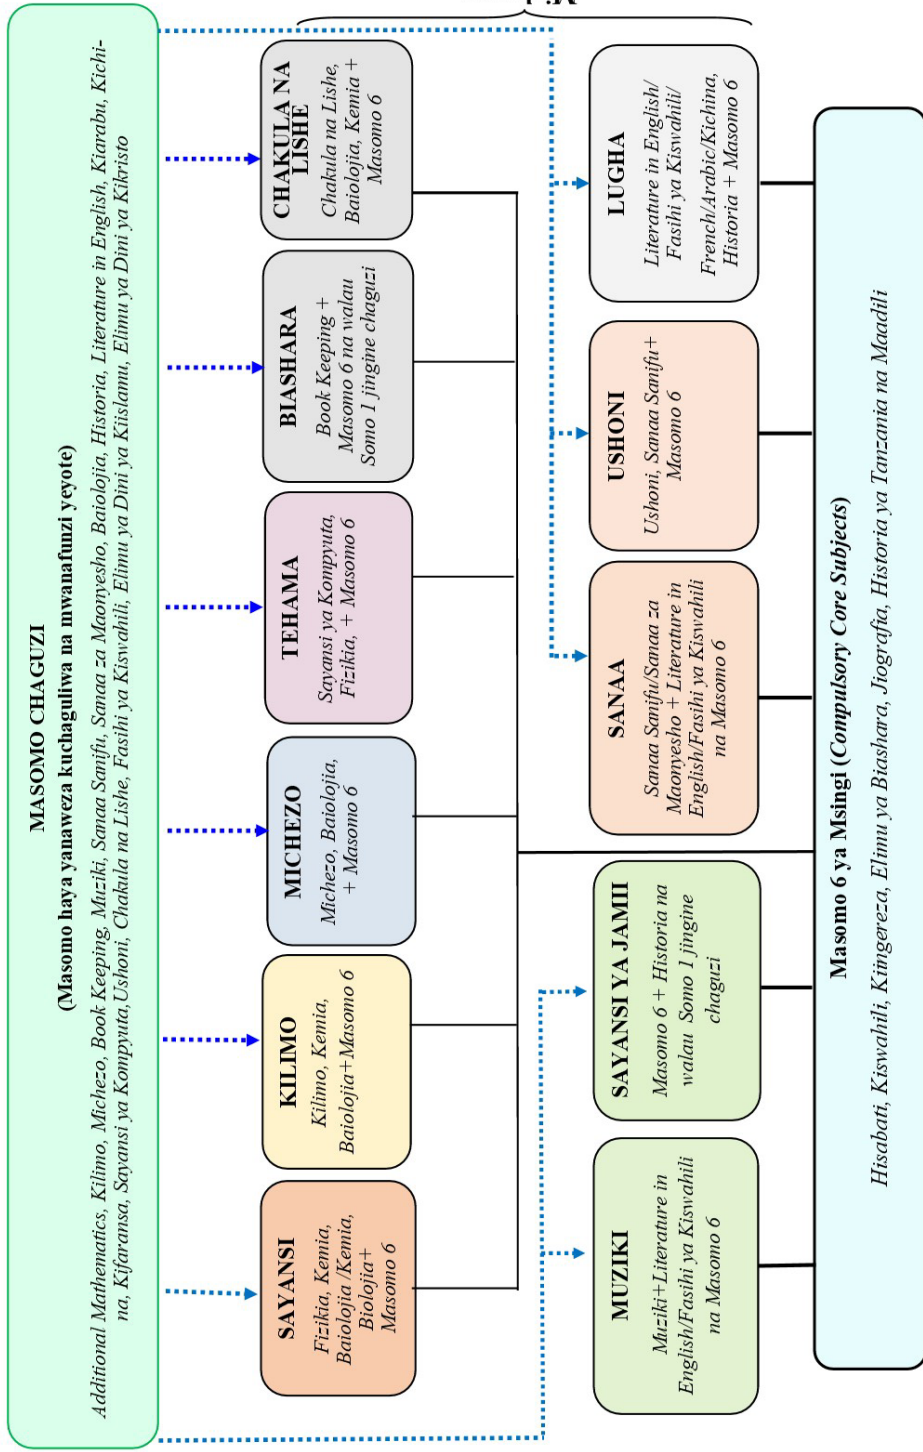 MASOMO CHAGUZI
(Masomo haya yanaweza kuchaguliwa na mwanafunzi yeyote)
Additional Mathematics, Kilimo, Michezo, Book Keeping, Muziki, Sanaa Sanifu, Sanaa za Maonyesho, Baiolojia, Historia, Literature in English, Kiarabu, Kichi-
na, Kifaransa, Sayansi ya Kompyuta,Ushoni, Chakula na Lishe, Fasihi ya Kiswahili, Elimu ya Dini ya Kiislamu, Elimu ya Dini ya Kikristo
SAYANSI
Fizikia, Kemia,
Baiolojia /Kemia,
Biolojia+
Masomo 6
KILIMO
Kilimo, Kemia,
Baiolojia+Masomo 6
MICHEZO
Michezo, Baiolojia,
+ Masomo 6
TEHAMA
Sayansi ya Kompyuta,
Fizikia, + Masomo 6
BIASHARA
Book Keeping +
Masomo 6 na walau
Somo 1 jingine chaguzi
CHAKULA NA
LISHE
Chakula na Lishe,
Baiolojia, Kemia +
Masomo 6
MUZIKI
Muziki+Literature in
English/Fasihi ya Kiswahili
na Masomo 6
SAYANSI YA JAMII
Masomo 6 + Historia na
walau Somo 1 jingine
chaguzi
SANAA
Sanaa Sanifu/Sanaa za
Maonyesho + Literature in
English/Fasihi ya Kiswahili
na Masomo 6
USHONI
Ushoni, Sanaa Sanifu+
Masomo 6
LUGHA
Literature in English/
Fasihi ya Kiswahili/
French/Arabic/Kichina,
Historia + Masomo 6
Masomo 6 ya Msingi (Compulsory Core Subjects)
Hisabati, Kiswahili, Kiingereza, Elimu ya Biashara, Jiografia, Historia ya Tanzania na Maadili